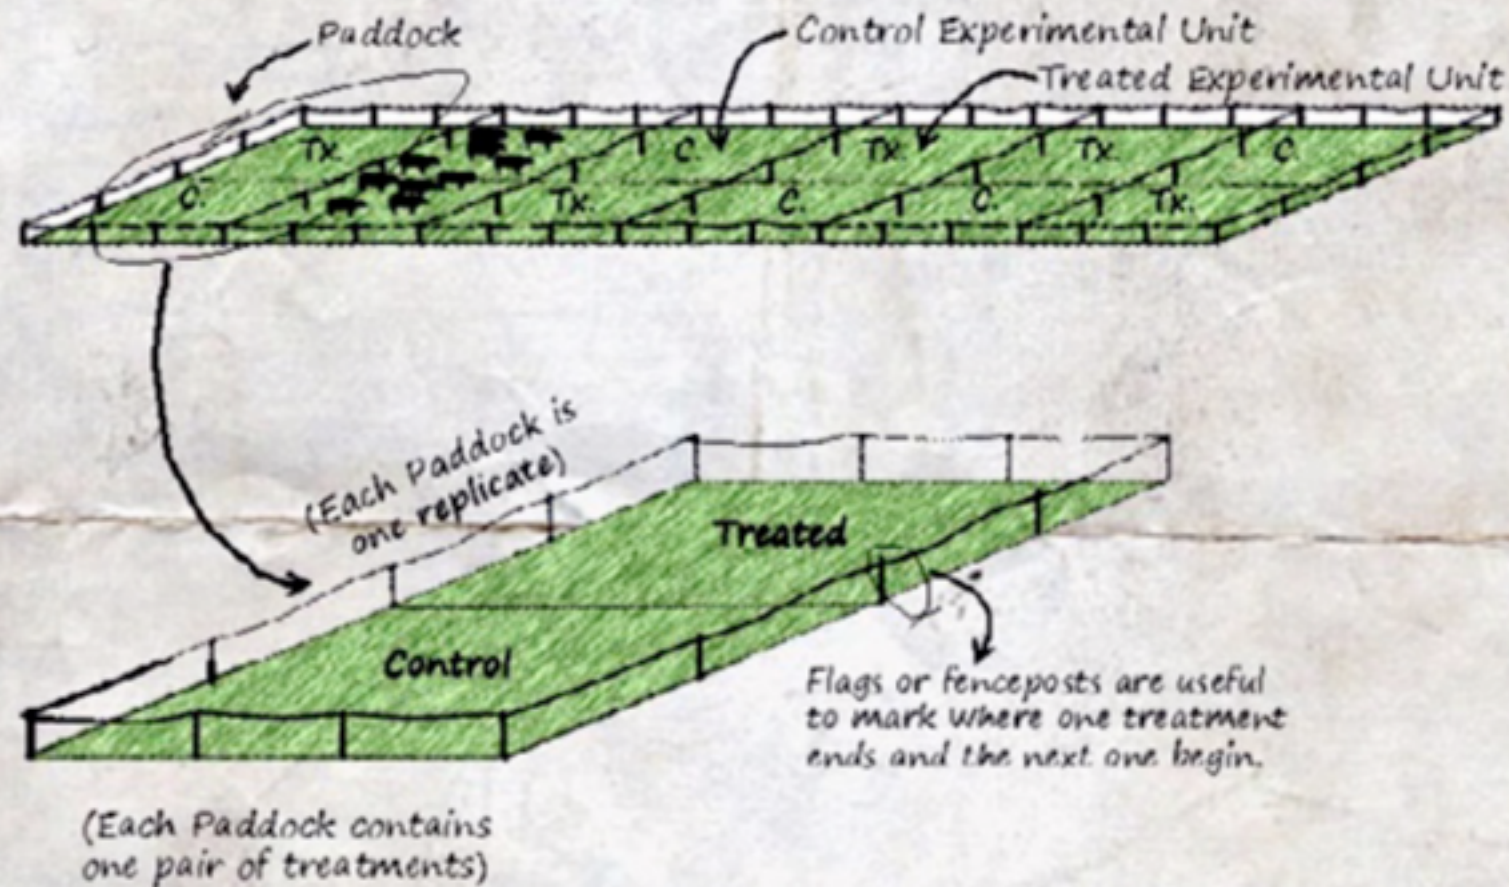 Paddock
Control Experimental Unit
Treated Experimental Unit
Tx. C. Tx. Tx. C.
C. Tx. C. C. Tx.
(Each Paddock is
one replicate)
Treated
Control
Flags or fenceposts are useful
to mark where one treatment
ends and the next one begin.
(Each Paddock contains
one pair of treatments)